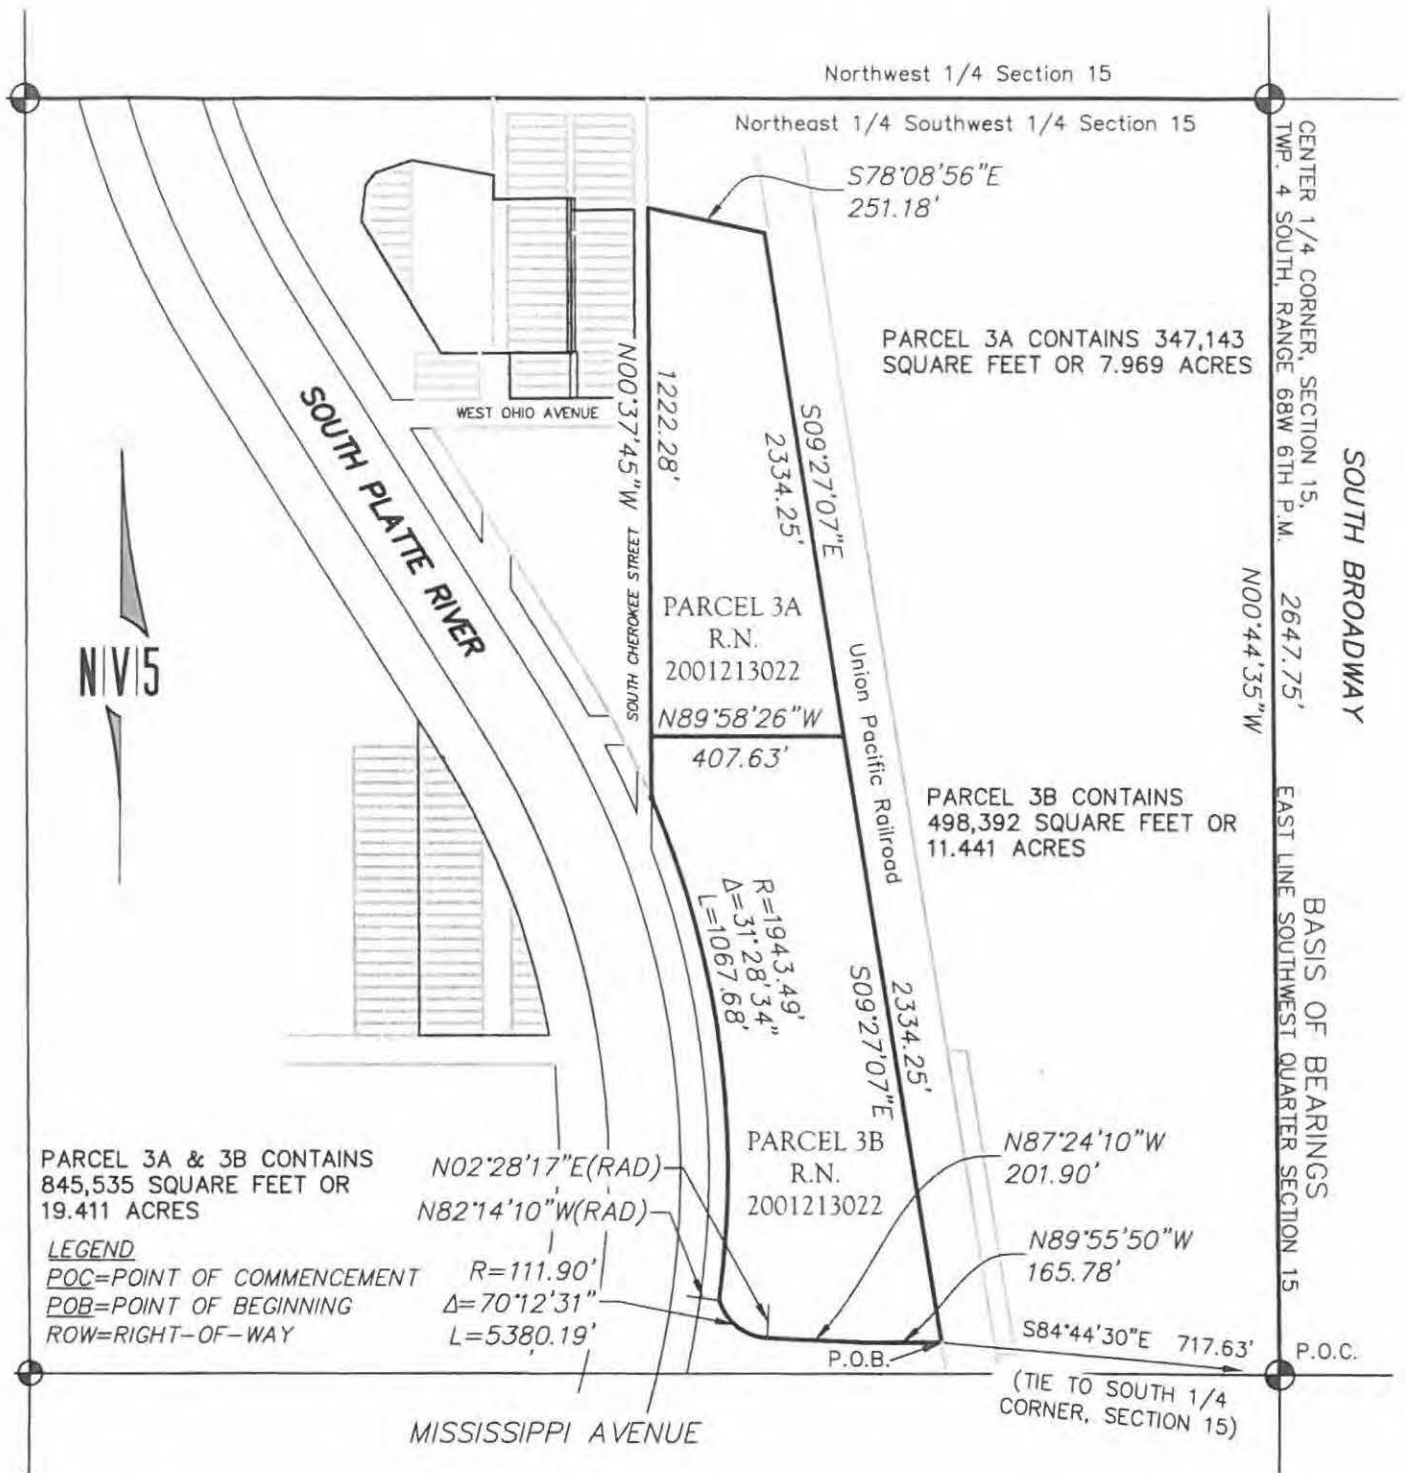 Northwest 1/4 Section 15
Northeast 1/4 Southwest 1/4 Section 15
S78°08'56"E
251.18'
CENTER 1/4 CORNER, SECTION 15,
TWP. 4 SOUTH, RANGE 68W 6TH P.M.
PARCEL 3A CONTAINS 347,143
SQUARE FEET OR 7.969 ACRES
SOUTH BROADWAY
N00°37'45"W
1222.28'
WEST OHIO AVENUE
SOUTH PLATTE RIVER
S09°27'07"E
2334.25'
SOUTH CHEROKEE STREET
2647.75'
N00°44'35"W
N|V|5
PARCEL 3A
R.N.
2001213022
Union Pacific Railroad
N89°58'26"W
407.63'
PARCEL 3B CONTAINS
498,392 SQUARE FEET OR
11.441 ACRES
EAST LINE SOUTHWEST QUARTER SECTION 15
BASIS OF BEARINGS
R=1943.49'
Δ=31°28'34"
L=1067.68'
2334.25'
S09°27'07"E
PARCEL 3B
R.N.
2001213022
N87°24'10"W
201.90'
PARCEL 3A & 3B CONTAINS
845,535 SQUARE FEET OR
19.411 ACRES
N02°28'17"E(RAD)
N82°14'10"W(RAD)
N89°55'50"W
165.78'
LEGEND
POC=POINT OF COMMENCEMENT
POB=POINT OF BEGINNING
ROW=RIGHT-OF-WAY
R=111.90'
Δ=70°12'31"
L=5380.19'
S84°44'30"E 717.63'
P.O.C.
P.O.B.
(TIE TO SOUTH 1/4
CORNER, SECTION 15)
MISSISSIPPI AVENUE